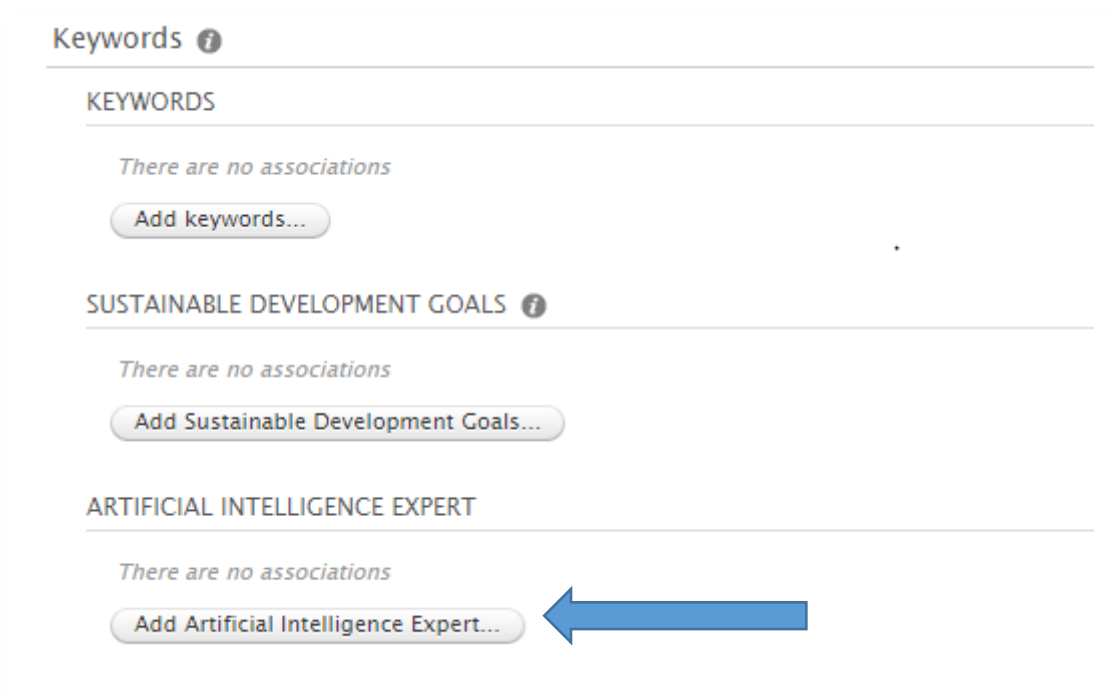 Keywords
KEYWORDS
There are no associations
Add keywords...
SUSTAINABLE DEVELOPMENT GOALS
There are no associations
Add Sustainable Development Goals...
ARTIFICIAL INTELLIGENCE EXPERT
There are no associations
Add Artificial Intelligence Expert...